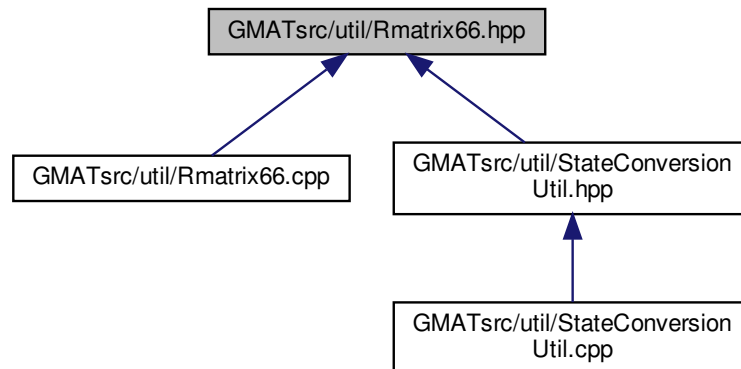 GMATsrc/util/Rmatrix66.hpp
GMATsrc/util/Rmatrix66.cpp
GMATsrc/util/StateConversion
Util.hpp
GMATsrc/util/StateConversion
Util.cpp